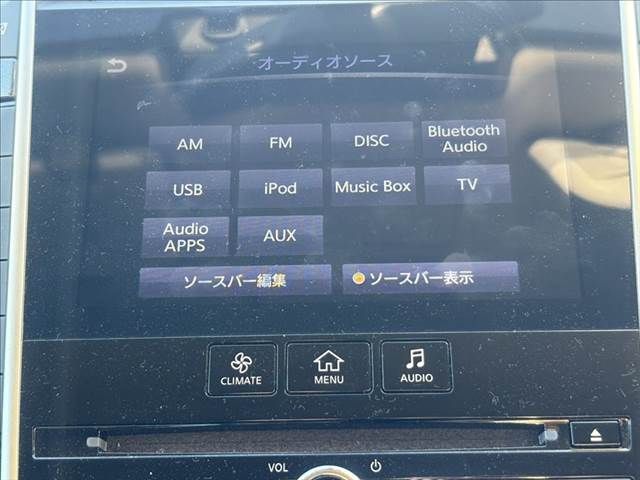 オーディオソース
AM
FM
DISC
Bluetooth
Audio
USB
iPod
Music Box
TV
Audio
APPS
AUX
ソースバー編集
ソースバー表示
CLIMATE
MENU
AUDIO
VOL